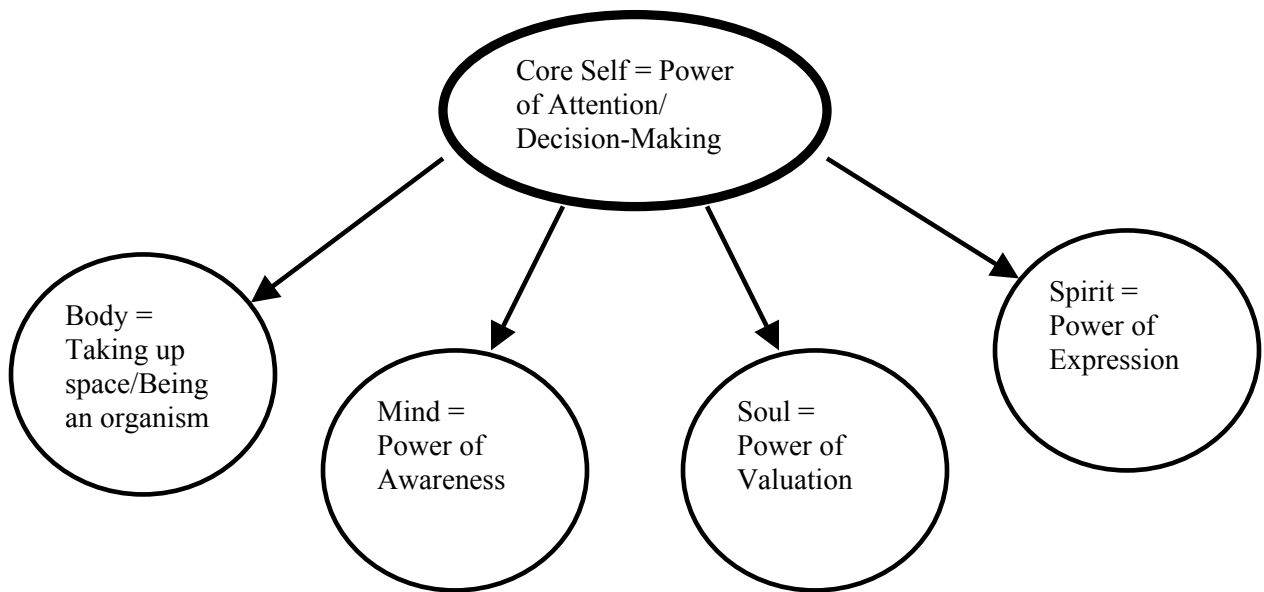 Core Self = Power
of Attention/
Decision-Making
Body =
Taking up
space/Being
an organism
Mind =
Power of
Awareness
Soul =
Power of
Valuation
Spirit =
Power of
Expression